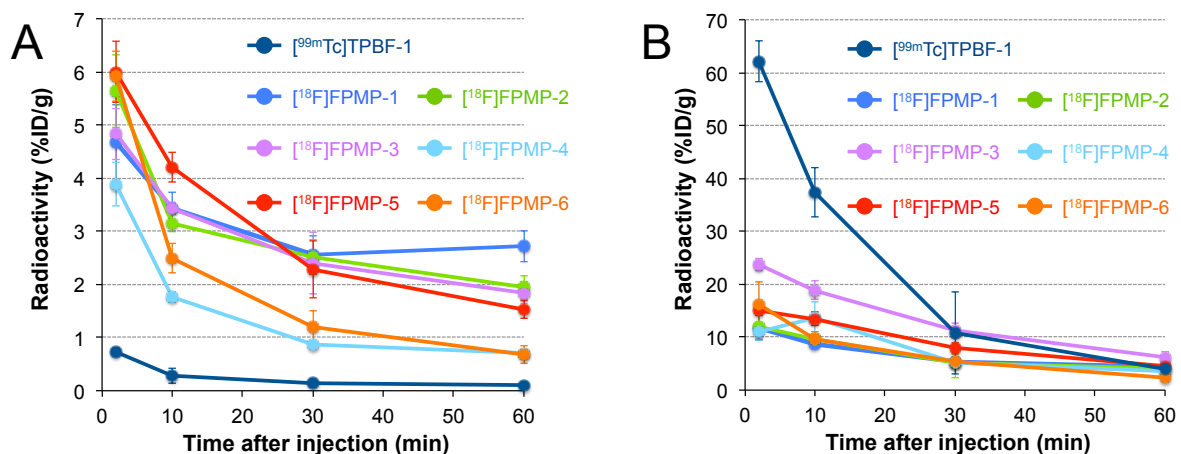 A
[⁹⁹ᵐTc]TPBF-1
[¹⁸F]FPMP-1
[¹⁸F]FPMP-2
[¹⁸F]FPMP-3
[¹⁸F]FPMP-4
[¹⁸F]FPMP-5
[¹⁸F]FPMP-6
Radioactivity (%ID/g)
7
6
5
4
3
2
1
0
0
10
20
30
40
50
60
Time after injection (min)
B
[⁹⁹ᵐTc]TPBF-1
[¹⁸F]FPMP-1
[¹⁸F]FPMP-2
[¹⁸F]FPMP-3
[¹⁸F]FPMP-4
[¹⁸F]FPMP-5
[¹⁸F]FPMP-6
Radioactivity (%ID/g)
70
60
50
40
30
20
10
0
0
10
20
30
40
50
60
Time after injection (min)